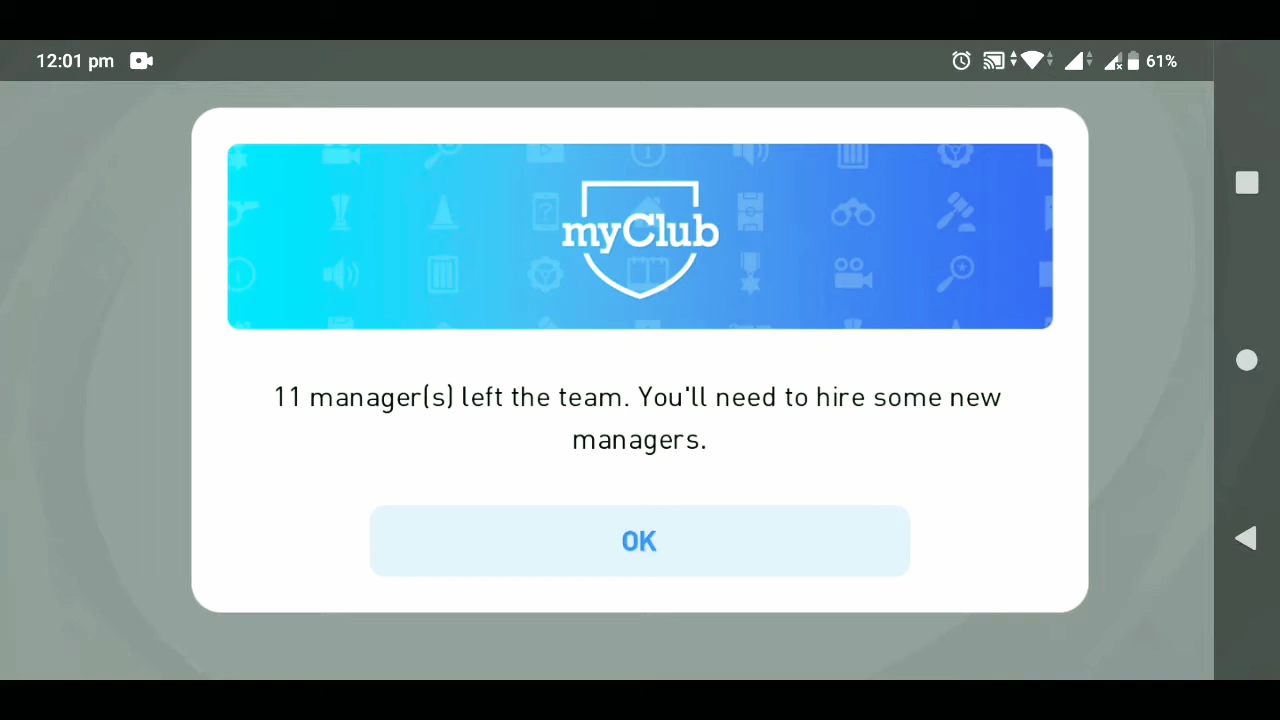 12:01 pm
61%
myClub
11 manager(s) left the team. You'll need to hire some new
managers.
OK